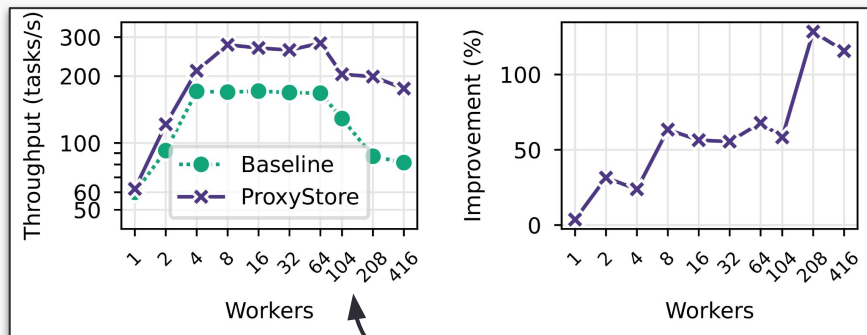 Throughput (tasks/s)
300
200
100
60
50
Baseline
ProxyStore
1 2 4 8 16 32 64 104 208 416
Workers
Improvement (%)
100
50
0
1 2 4 8 16 32 64 104 208 416
Workers